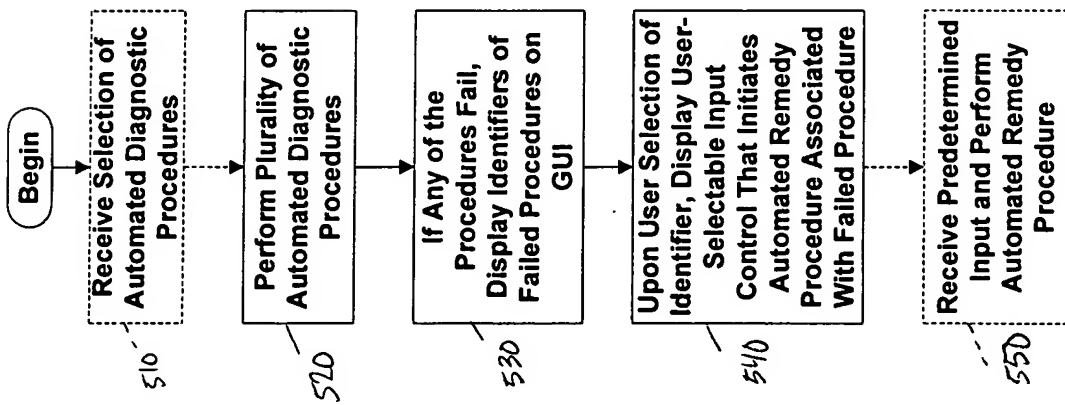 Begin
Receive Selection of
Automated Diagnostic
Procedures
510
Perform Plurality of
Automated Diagnostic
Procedures
520
If Any of the
Procedures Fail,
Display Identifiers of
Failed Procedures on
GUI
530
Upon User Selection of
Identifier, Display User-
Selectable Input
Control That Initiates
Automated Remedy
Procedure Associated
With Failed Procedure
540
Receive Predetermined
Input and Perform
Automated Remedy
Procedure
550